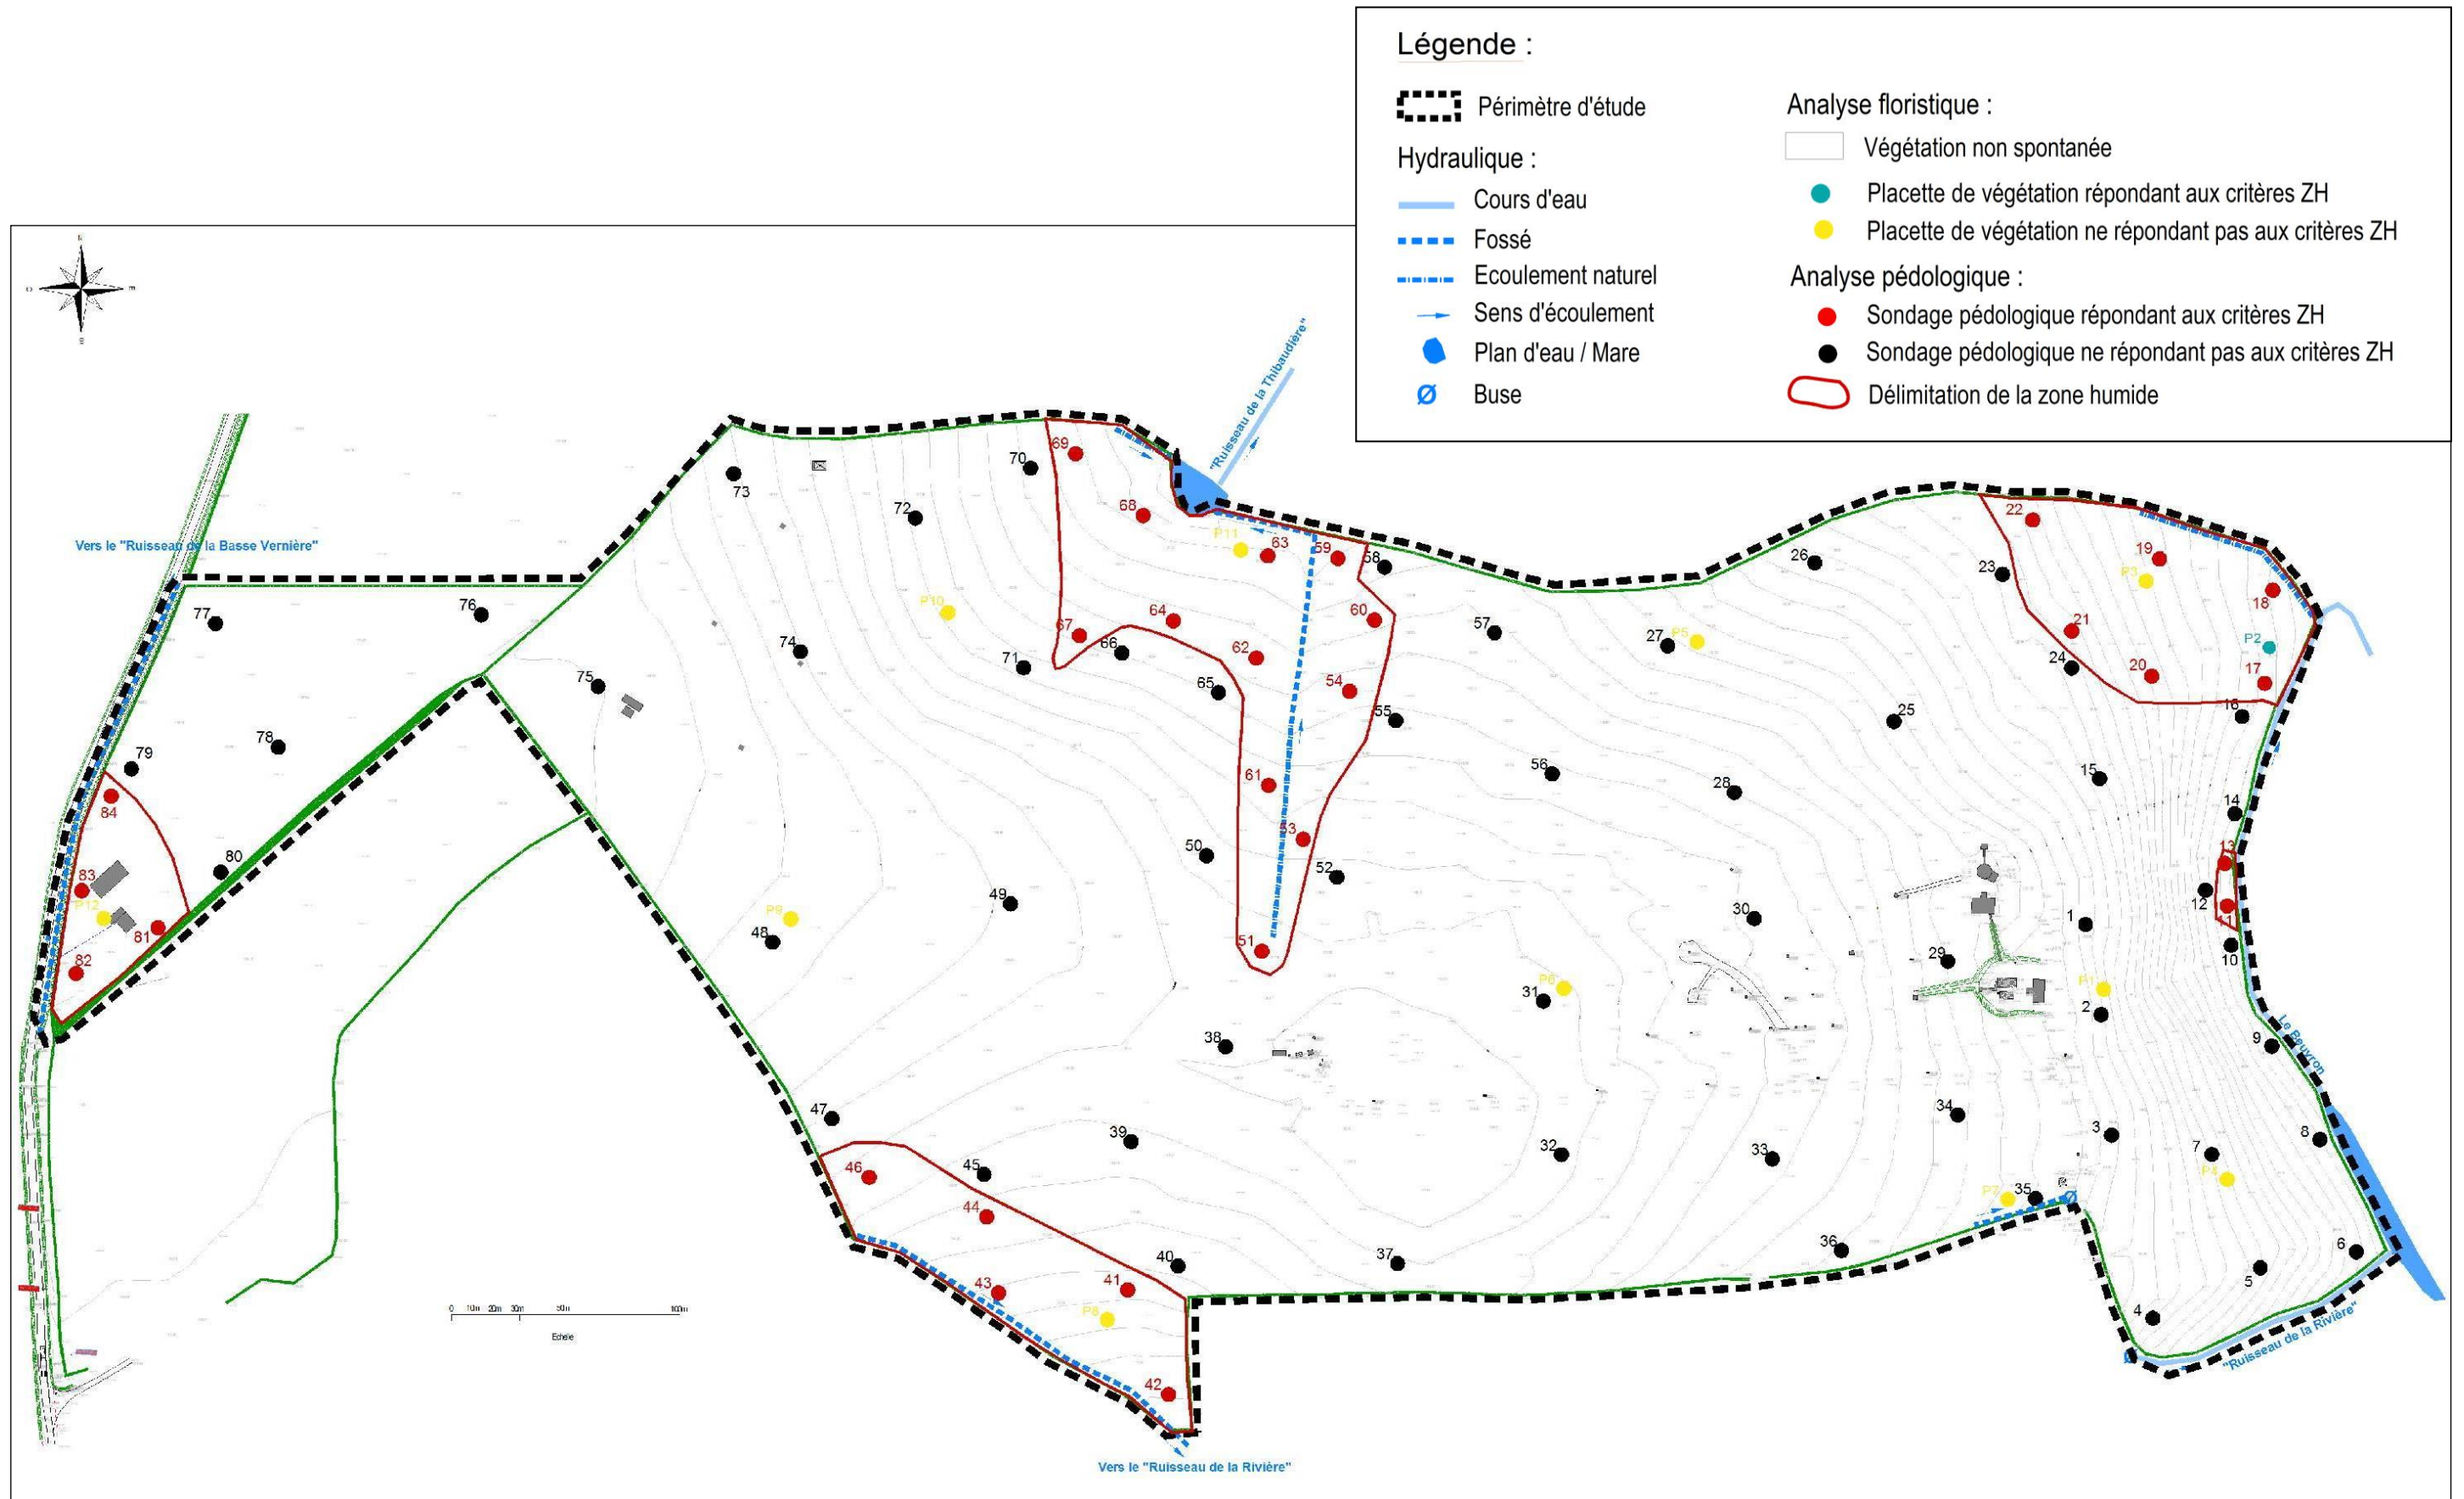 Légende :
Périmètre d'étude
Hydraulique :
Cours d'eau
Fossé
Ecoulement naturel
Sens d'écoulement
Plan d'eau / Mare
Ø Buse
Analyse floristique :
Végétation non spontanée
Placette de végétation répondant aux critères ZH
Placette de végétation ne répondant pas aux critères ZH
Analyse pédologique :
Sondage pédologique répondant aux critères ZH
Sondage pédologique ne répondant pas aux critères ZH
Délimitation de la zone humide
"Ruisseau de la Thibaudière"
69
70
73
72
68
P11
63
59
58
22
26
23
19
P3
18
Vers le "Ruisseau de la Basse Vernière"
77
76
P10
64
60
57
27
P5
21
P2
67
66
71
74
62
24
20
17
75
65
54
55
25
16
79
78
61
56
28
15
14
84
53
50
52
13
80
83
P12
49
30
12
11
1
81
P9
48
51
29
10
82
P6
31
P1
2
38
9
Le Beuvron
47
39
34
3
8
7
46
45
32
33
P4
44
P7
35
40
37
36
6
5
43
41
P8
4
0 10m 20m 30m 50m 100m
Echele
"Ruisseau de la Rivière"
42
Vers le "Ruisseau de la Rivière"